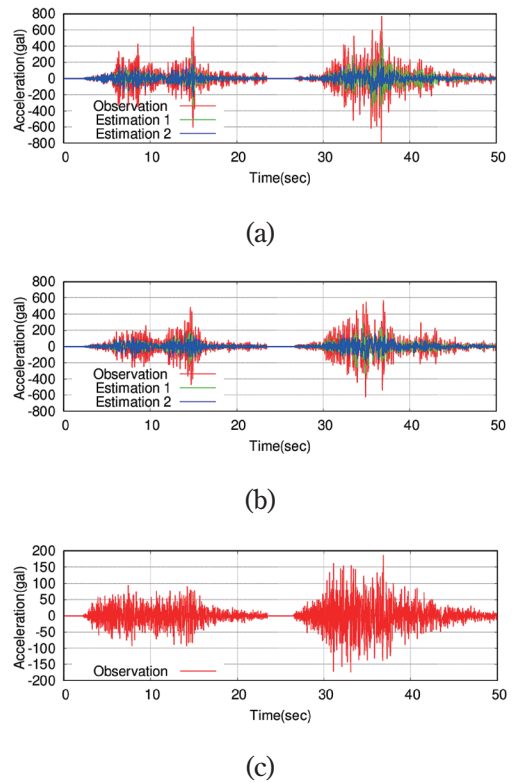 800
600
400
200
0
-200
-400
-600
-800
Acceleration(gal)
Observation
Estimation 1
Estimation 2
0 10 20 30 40 50
Time(sec)
(a)
800
600
400
200
0
-200
-400
-600
-800
Acceleration(gal)
Observation
Estimation 1
Estimation 2
0 10 20 30 40 50
Time(sec)
(b)
200
150
100
50
0
-50
-100
-150
-200
Acceleration(gal)
Observation
0 10 20 30 40 50
Time(sec)
(c)